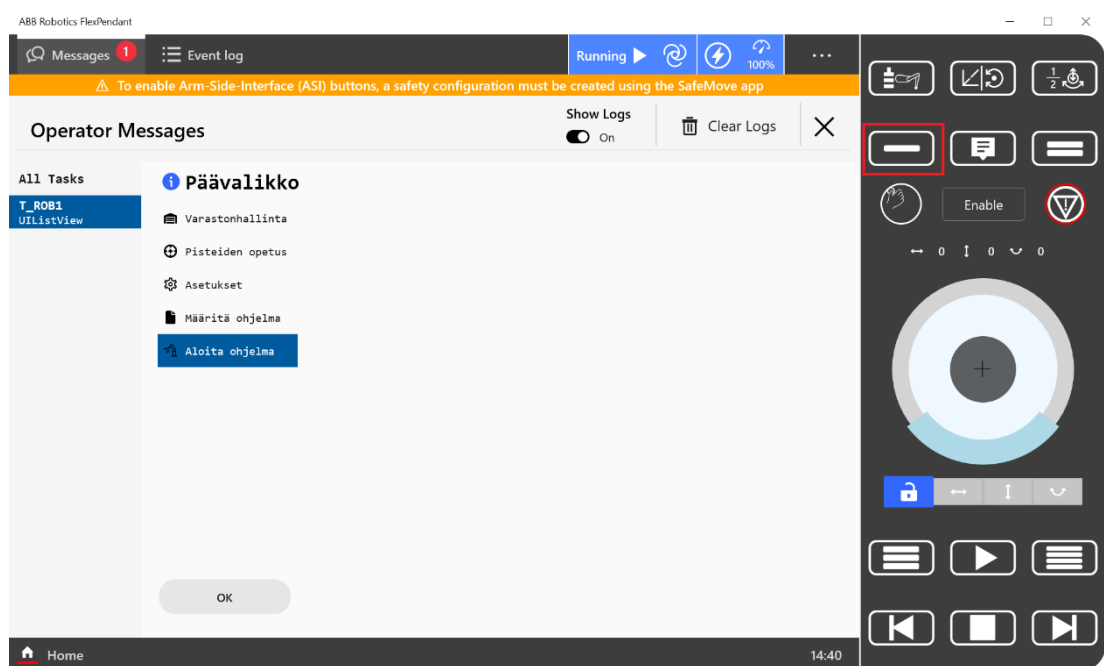 ABB Robotics FlexPendant
Messages 1
Event log
Running
100%
...
To enable Arm-Side-Interface (ASI) buttons, a safety configuration must be created using the SafeMove app
Operator Messages
Show Logs
On
Clear Logs
All Tasks
T_ROB1
UIListView
Päävalikko
Varastonhallinta
Pisteiden opetus
Asetukset
Määritä ohjelma
Aloita ohjelma
OK
Home
14:40
1/2
Enable
0 0 0